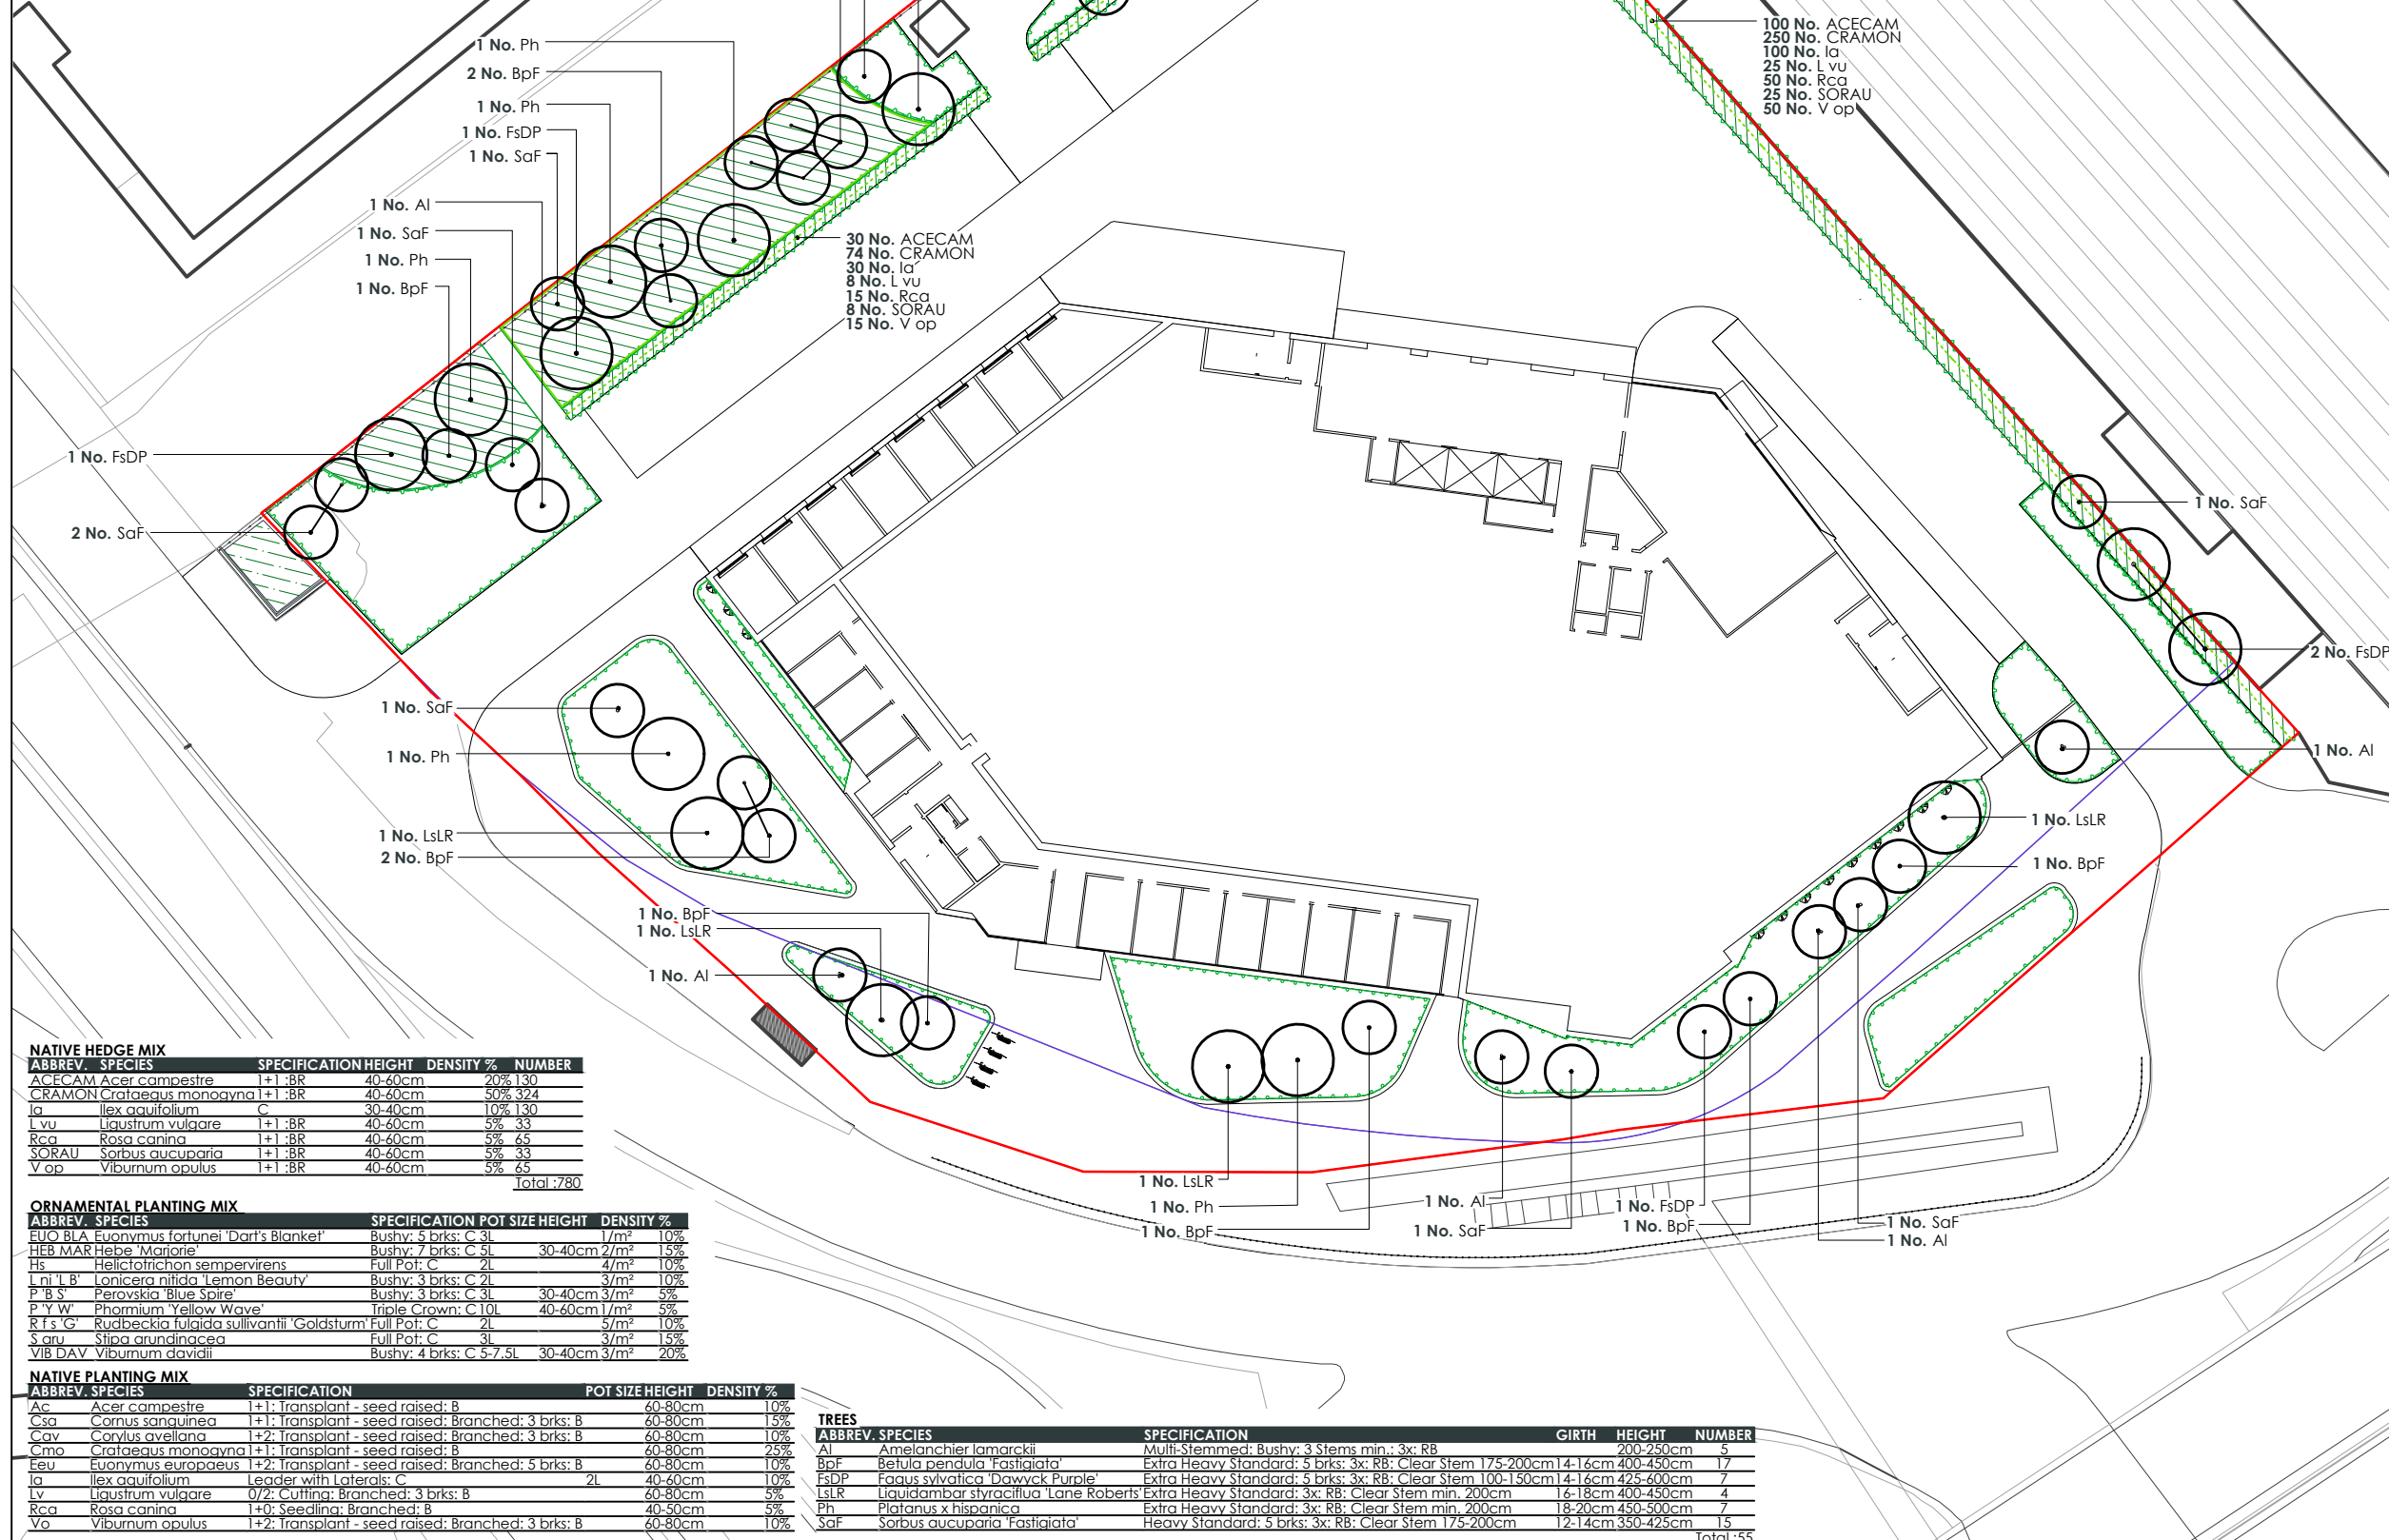 1 No. Ph
2 No. BpF
1 No. Ph
1 No. FsDP
1 No. SaF
1 No. Al
1 No. SaF
1 No. Ph
1 No. BpF
1 No. FsDP
2 No. SaF
30 No. ACECAM
74 No. CRAMON
30 No. Ia
8 No. L vu
15 No. Rca
8 No. SORAU
15 No. V op
100 No. ACECAM
250 No. CRAMON
100 No. Ia
25 No. L vu
50 No. Rca
25 No. SORAU
50 No. V op
1 No. SaF
2 No. FsDP
1 No. Al
1 No. LsLR
1 No. BpF
1 No. SaF
1 No. Ph
1 No. LsLR
2 No. BpF
1 No. BpF
1 No. LsLR
1 No. Al
1 No. LsLR
1 No. Ph
1 No. BpF
1 No. Al
1 No. SaF
1 No. FsDP
1 No. BpF
1 No. SaF
1 No. Al
NATIVE HEDGE MIX
ABBREV. SPECIES SPECIFICATION HEIGHT DENSITY % NUMBER
ACECAM Acer campestre 1+1 :BR 40-60cm 20% 130
CRAMON Crataegus monogyna 1+1 :BR 40-60cm 50% 324
Ia Ilex aquifolium C 30-40cm 10% 130
L vu Ligustrum vulgare 1+1 :BR 40-60cm 5% 33
Rca Rosa canina 1+1 :BR 40-60cm 5% 65
SORAU Sorbus aucuparia 1+1 :BR 40-60cm 5% 33
V op Viburnum opulus 1+1 :BR 40-60cm 5% 65
Total :780
ORNAMENTAL PLANTING MIX
ABBREV. SPECIES SPECIFICATION POT SIZE HEIGHT DENSITY %
EUO BLA Euonymus fortunei 'Dart's Blanket' Bushy: 5 brks: C 3L 1/m² 10%
HEB MAR Hebe 'Marjorie' Bushy: 7 brks: C 5L 30-40cm 2/m² 15%
Hs Helictotrichon sempervirens Full Pot: C 2L 4/m² 10%
L ni 'L B' Lonicera nitida 'Lemon Beauty' Bushy: 3 brks: C 2L 3/m² 10%
P 'B S' Perovskia 'Blue Spire' Bushy: 3 brks: C 3L 30-40cm 3/m² 5%
P 'Y W' Phormium 'Yellow Wave' Triple Crown: C 10L 40-60cm 1/m² 5%
R f s 'G' Rudbeckia fulgida sullivantii 'Goldsturm' Full Pot: C 2L 5/m² 10%
S aru Stipa arundinacea Full Pot: C 3L 3/m² 15%
VIB DAV Viburnum davidii Bushy: 4 brks: C 5-7.5L 30-40cm 3/m² 20%
NATIVE PLANTING MIX
ABBREV. SPECIES SPECIFICATION POT SIZE HEIGHT DENSITY %
Ac Acer campestre 1+1: Transplant - seed raised: B 60-80cm 10%
Csa Cornus sanguinea 1+1: Transplant - seed raised: Branched: 3 brks: B 60-80cm 15%
Cav Corylus avellana 1+2: Transplant - seed raised: Branched: 3 brks: B 60-80cm 10%
Cmo Crataegus monogyna 1+1: Transplant - seed raised: B 60-80cm 25%
Eeu Euonymus europaeus 1+2: Transplant - seed raised: Branched: 5 brks: B 60-80cm 10%
Ia Ilex aquifolium Leader with Laterals: C 2L 40-60cm 10%
Lv Ligustrum vulgare 0/2: Cutting: Branched: 3 brks: B 60-80cm 5%
Rca Rosa canina 1+0: Seedling: Branched: B 40-50cm 5%
Vo Viburnum opulus 1+2: Transplant - seed raised: Branched: 3 brks: B 60-80cm 10%
TREES
ABBREV. SPECIES SPECIFICATION GIRTH HEIGHT NUMBER
Al Amelanchier lamarckii Multi-Stemmed: Bushy: 3 Stems min.: 3x: RB 200-250cm 5
BpF Betula pendula 'Fastigiata' Extra Heavy Standard: 5 brks: 3x: RB: Clear Stem 175-200cm 14-16cm 400-450cm 17
FsDP Fagus sylvatica 'Dawyck Purple' Extra Heavy Standard: 5 brks: 3x: RB: Clear Stem 100-150cm 14-16cm 425-600cm 7
LsLR Liquidambar styraciflua 'Lane Roberts' Extra Heavy Standard: 3x: RB: Clear Stem min. 200cm 16-18cm 400-450cm 4
Ph Platanus x hispanica Extra Heavy Standard: 3x: RB: Clear Stem min. 200cm 18-20cm 450-500cm 7
SaF Sorbus aucuparia 'Fastigiata' Heavy Standard: 5 brks: 3x: RB: Clear Stem 175-200cm 12-14cm 350-425cm 15
Total :55